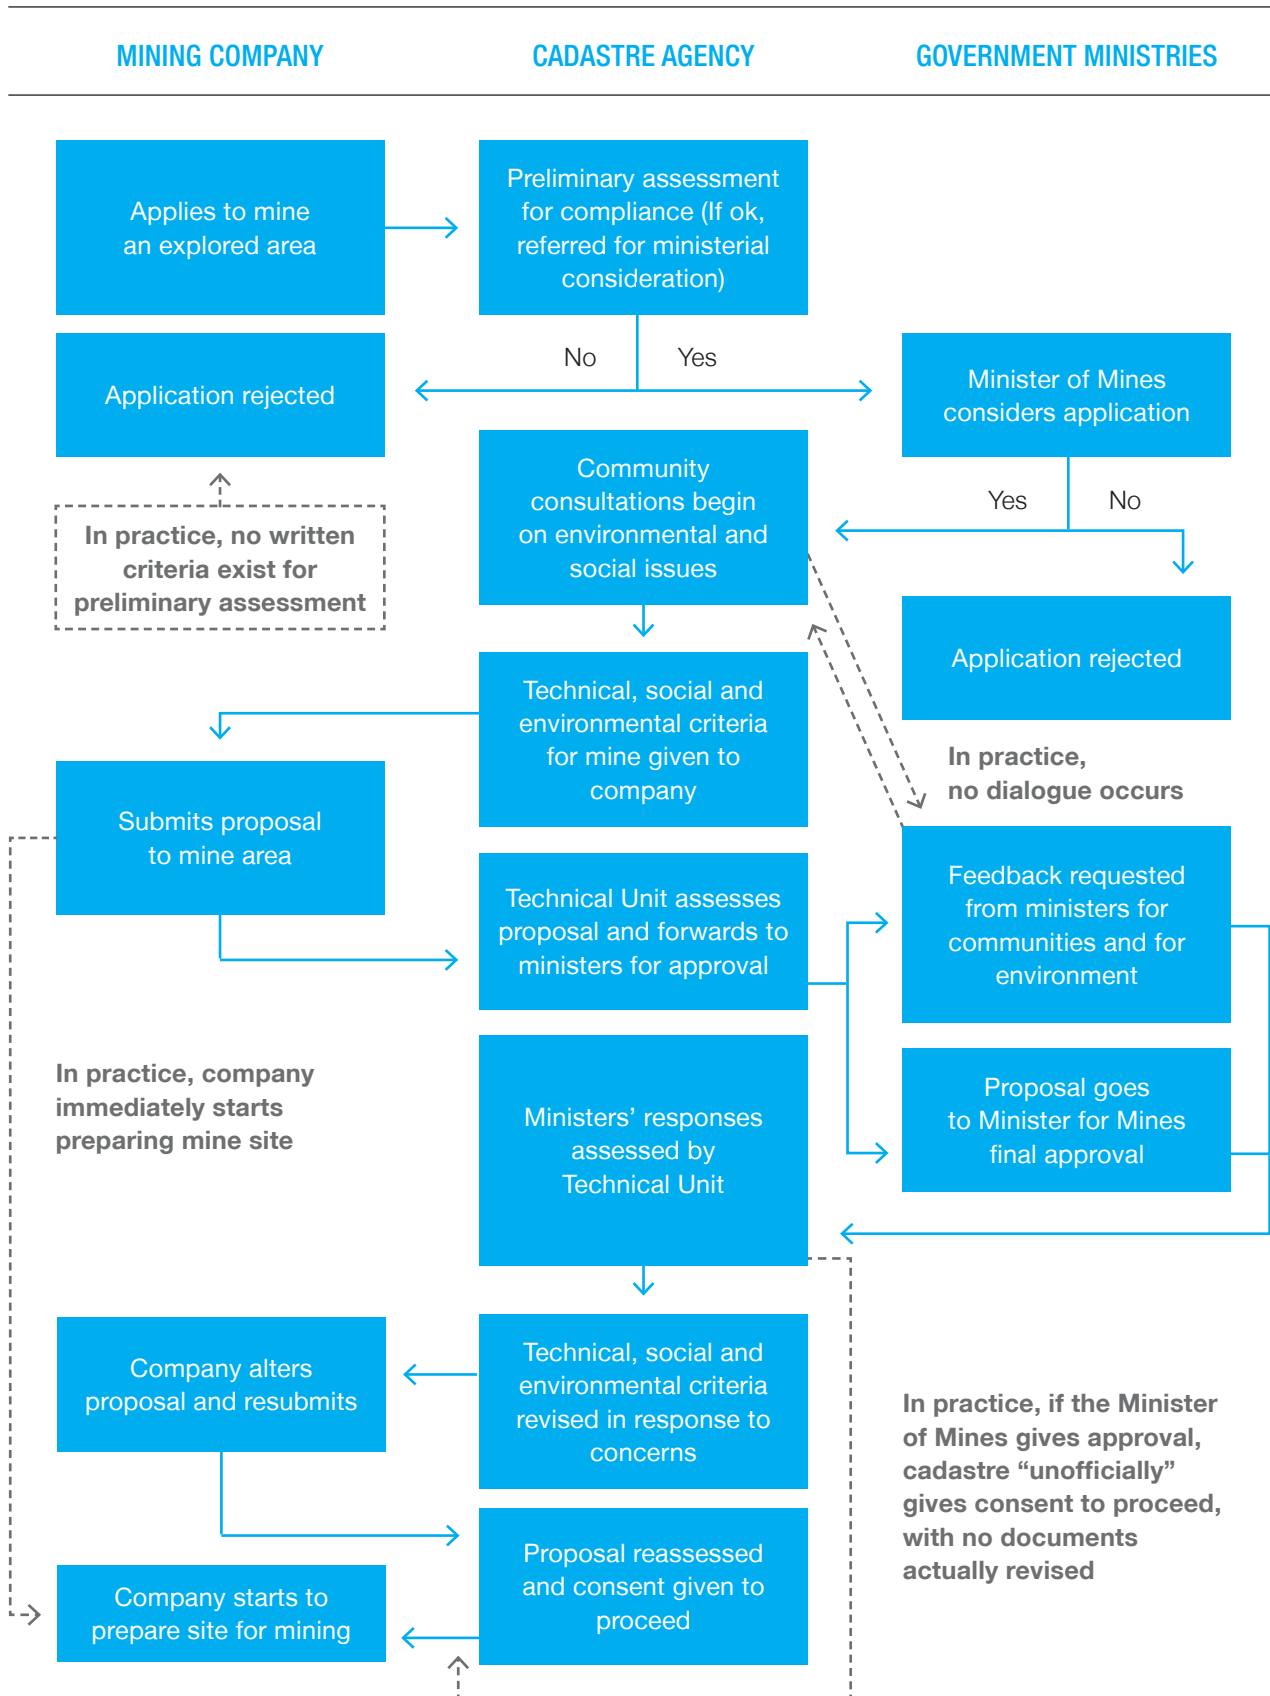 MINING COMPANY
CADASTRE AGENCY
GOVERNMENT MINISTRIES
Applies to mine
an explored area
Preliminary assessment
for compliance (If ok,
referred for ministerial
consideration)
No
Yes
Application rejected
Minister of Mines
considers application
In practice, no written
criteria exist for
preliminary assessment
Community
consultations begin
on environmental and
social issues
Yes
No
Application rejected
Technical, social and
environmental criteria
for mine given to
company
In practice,
no dialogue occurs
Submits proposal
to mine area
Technical Unit assesses
proposal and forwards to
ministers for approval
Feedback requested
from ministers for
communities and for
environment
In practice, company
immediately starts
preparing mine site
Ministers’ responses
assessed by
Technical Unit
Proposal goes
to Minister for Mines
final approval
Company alters
proposal and resubmits
Technical, social and
environmental criteria
revised in response to
concerns
In practice, if the Minister
of Mines gives approval,
cadastre “unofficially”
gives consent to proceed,
with no documents
actually revised
Proposal reassessed
and consent given to
proceed
Company starts to
prepare site for mining